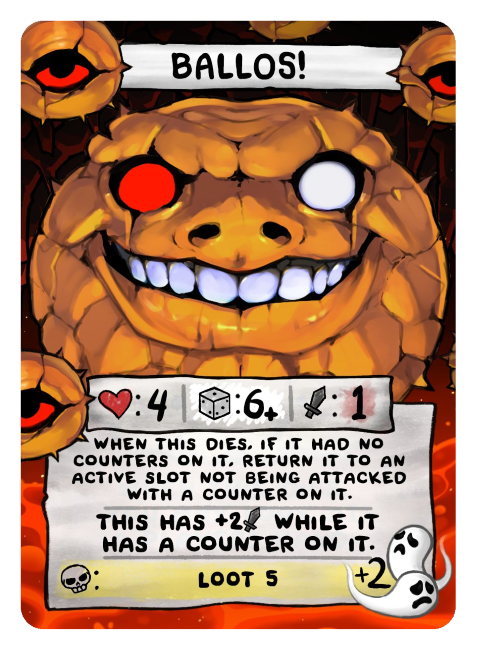 BALLOS!
:4 :6+ :1
WHEN THIS DIES, IF IT HAD NO
COUNTERS ON IT, RETURN IT TO AN
ACTIVE SLOT NOT BEING ATTACKED
WITH A COUNTER ON IT.
THIS HAS +2 WHILE IT
HAS A COUNTER ON IT.
: LOOT 5 +2